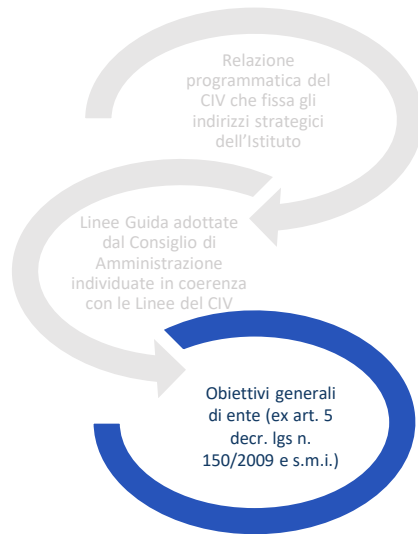 Relazione
programmatica del
CIV che fissa gli
indirizzi strategici
dell'Istituto
Linee Guida adottate
dal Consiglio di
Amministrazione
individuate in coerenza
con le Linee del CIV
Obiettivi generali
di ente (ex art. 5
decr. lgs n.
150/2009 e s.m.i.)